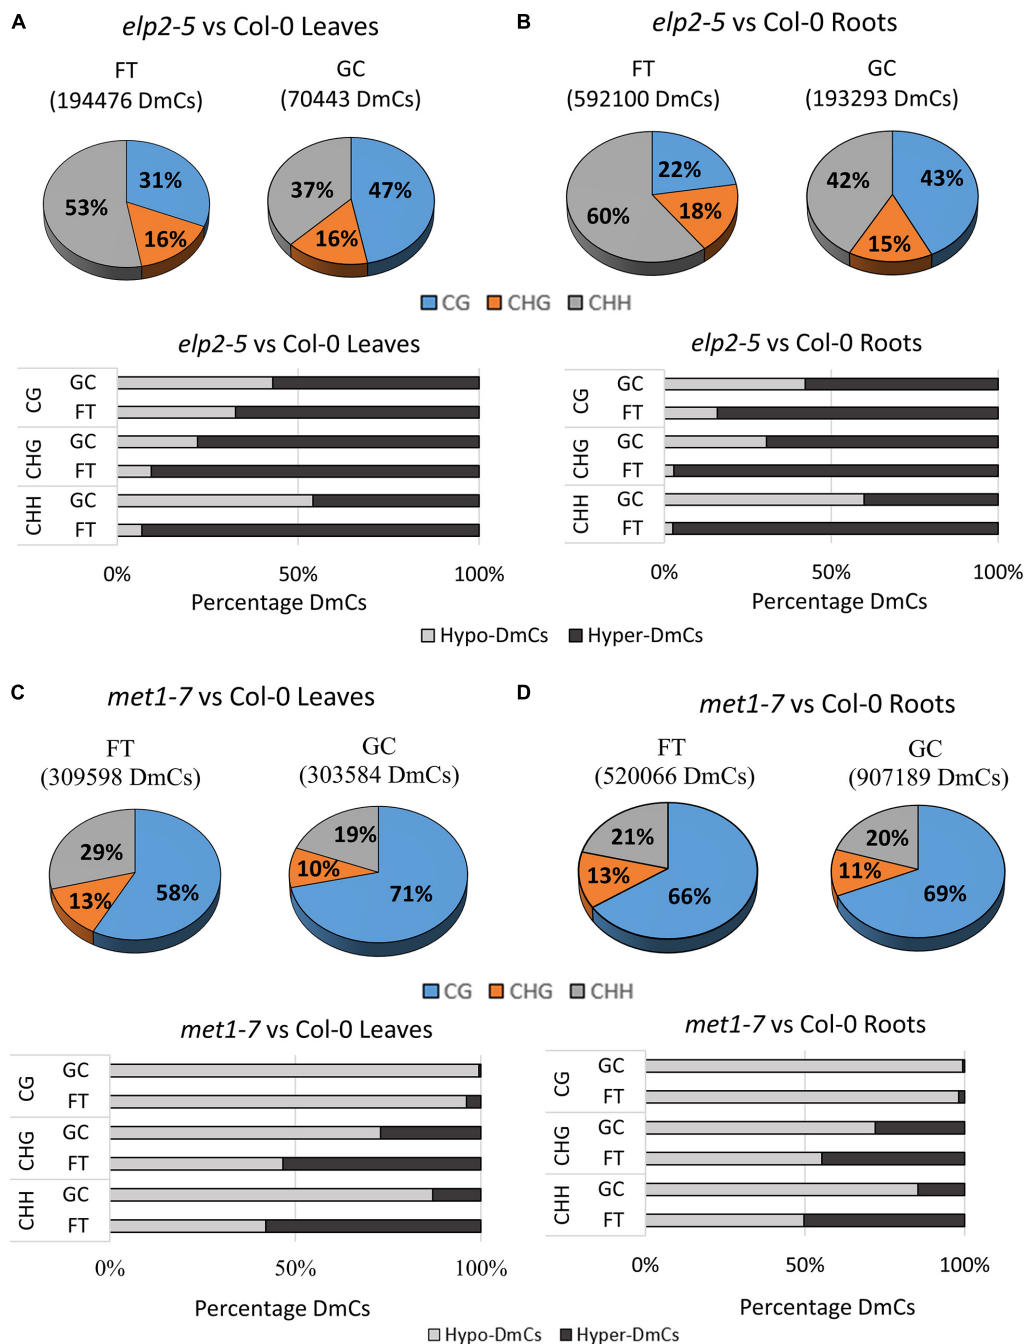 A
elp2-5 vs Col-0 Leaves
FT
(194476 DmCs)
GC
(70443 DmCs)
31%
16%
53%
47%
16%
37%
B
elp2-5 vs Col-0 Roots
FT
(592100 DmCs)
GC
(193293 DmCs)
22%
18%
60%
43%
15%
42%
CG CHG CHH
elp2-5 vs Col-0 Leaves
CG
GC
FT
CHG
GC
FT
CHH
GC
FT
0% 50% 100%
Percentage DmCs
elp2-5 vs Col-0 Roots
CG
GC
FT
CHG
GC
FT
CHH
GC
FT
0% 50% 100%
Percentage DmCs
Hypo-DmCs Hyper-DmCs
C
met1-7 vs Col-0 Leaves
FT
(309598 DmCs)
GC
(303584 DmCs)
29%
13%
58%
19%
10%
71%
D
met1-7 vs Col-0 Roots
FT
(520066 DmCs)
GC
(907189 DmCs)
21%
13%
66%
20%
11%
69%
CG CHG CHH
met1-7 vs Col-0 Leaves
CG
GC
FT
CHG
GC
FT
CHH
GC
FT
0% 50% 100%
Percentage DmCs
met1-7 vs Col-0 Roots
CG
GC
FT
CHG
GC
FT
CHH
GC
FT
0% 50% 100%
Percentage DmCs
Hypo-DmCs Hyper-DmCs